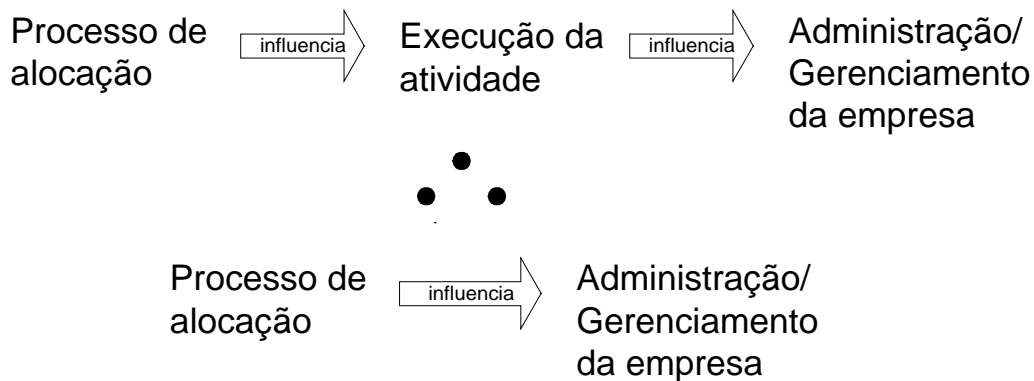 Processo de
alocação
influencia
Execução da
atividade
influencia
Administração/
Gerenciamento
da empresa
Processo de
alocação
influencia
Administração/
Gerenciamento
da empresa